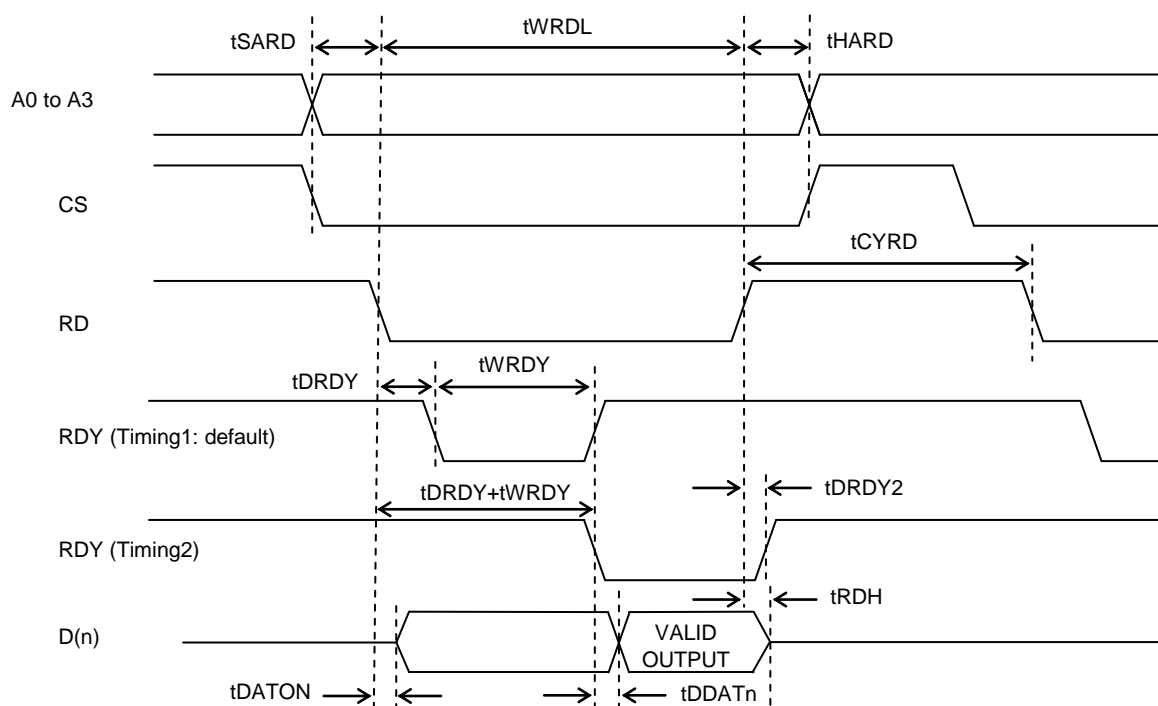 tSARD
tWRDL
tHARD
A0 to A3
CS
tCYRD
RD
tWRDY
tDRDY
RDY (Timing1: default)
tDRDY+tWRDY
tDRDY2
RDY (Timing2)
tRDH
D(n)
VALID
OUTPUT
tDATON
tDDATn